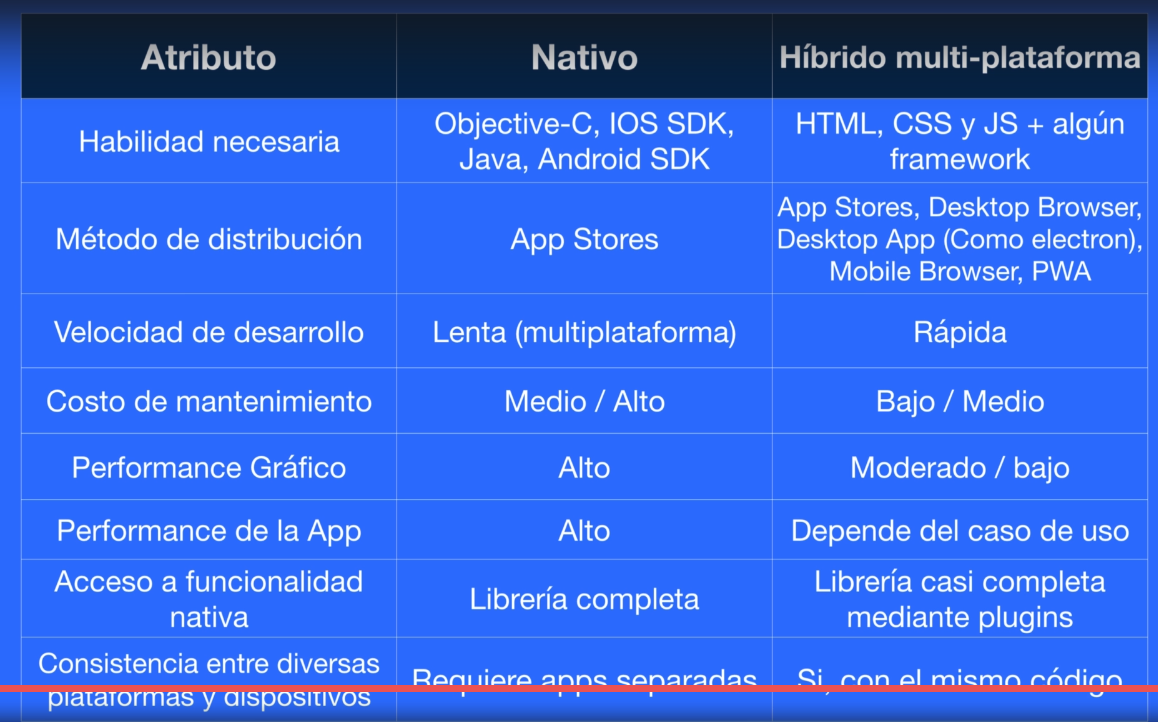 Atributo
Nativo
Híbrido multi-plataforma
Habilidad necesaria
Objective-C, IOS SDK,
Java, Android SDK
HTML, CSS y JS + algún
framework
Método de distribución
App Stores
App Stores, Desktop Browser,
Desktop App (Como electron),
Mobile Browser, PWA
Velocidad de desarrollo
Lenta (multiplataforma)
Rápida
Costo de mantenimiento
Medio / Alto
Bajo / Medio
Performance Gráfico
Alto
Moderado / bajo
Performance de la App
Alto
Depende del caso de uso
Acceso a funcionalidad
nativa
Librería completa
Librería casi completa
mediante plugins
Consistencia entre diversas
plataformas y dispositivos
Requiere apps separadas
Si, con el mismo código